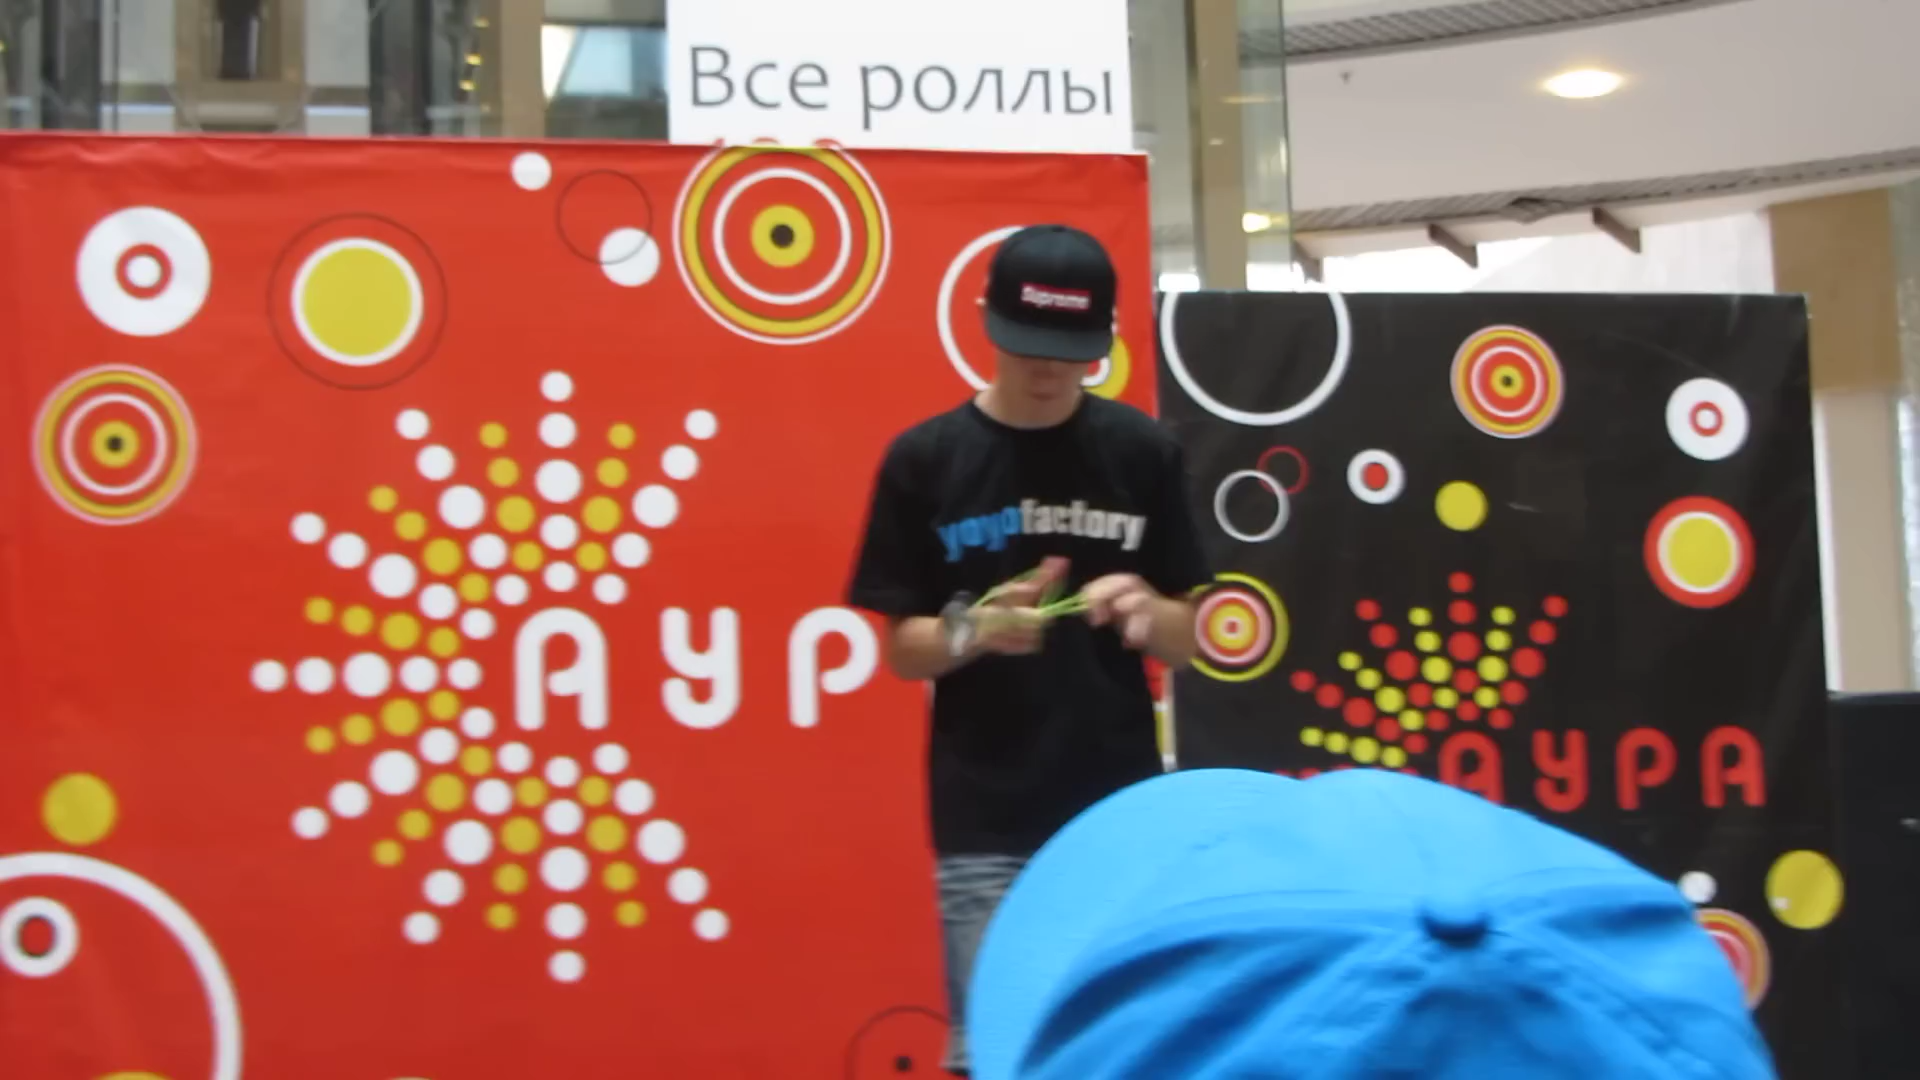 Все роллы
Supreme
yoyofactory
АУР
АУРА